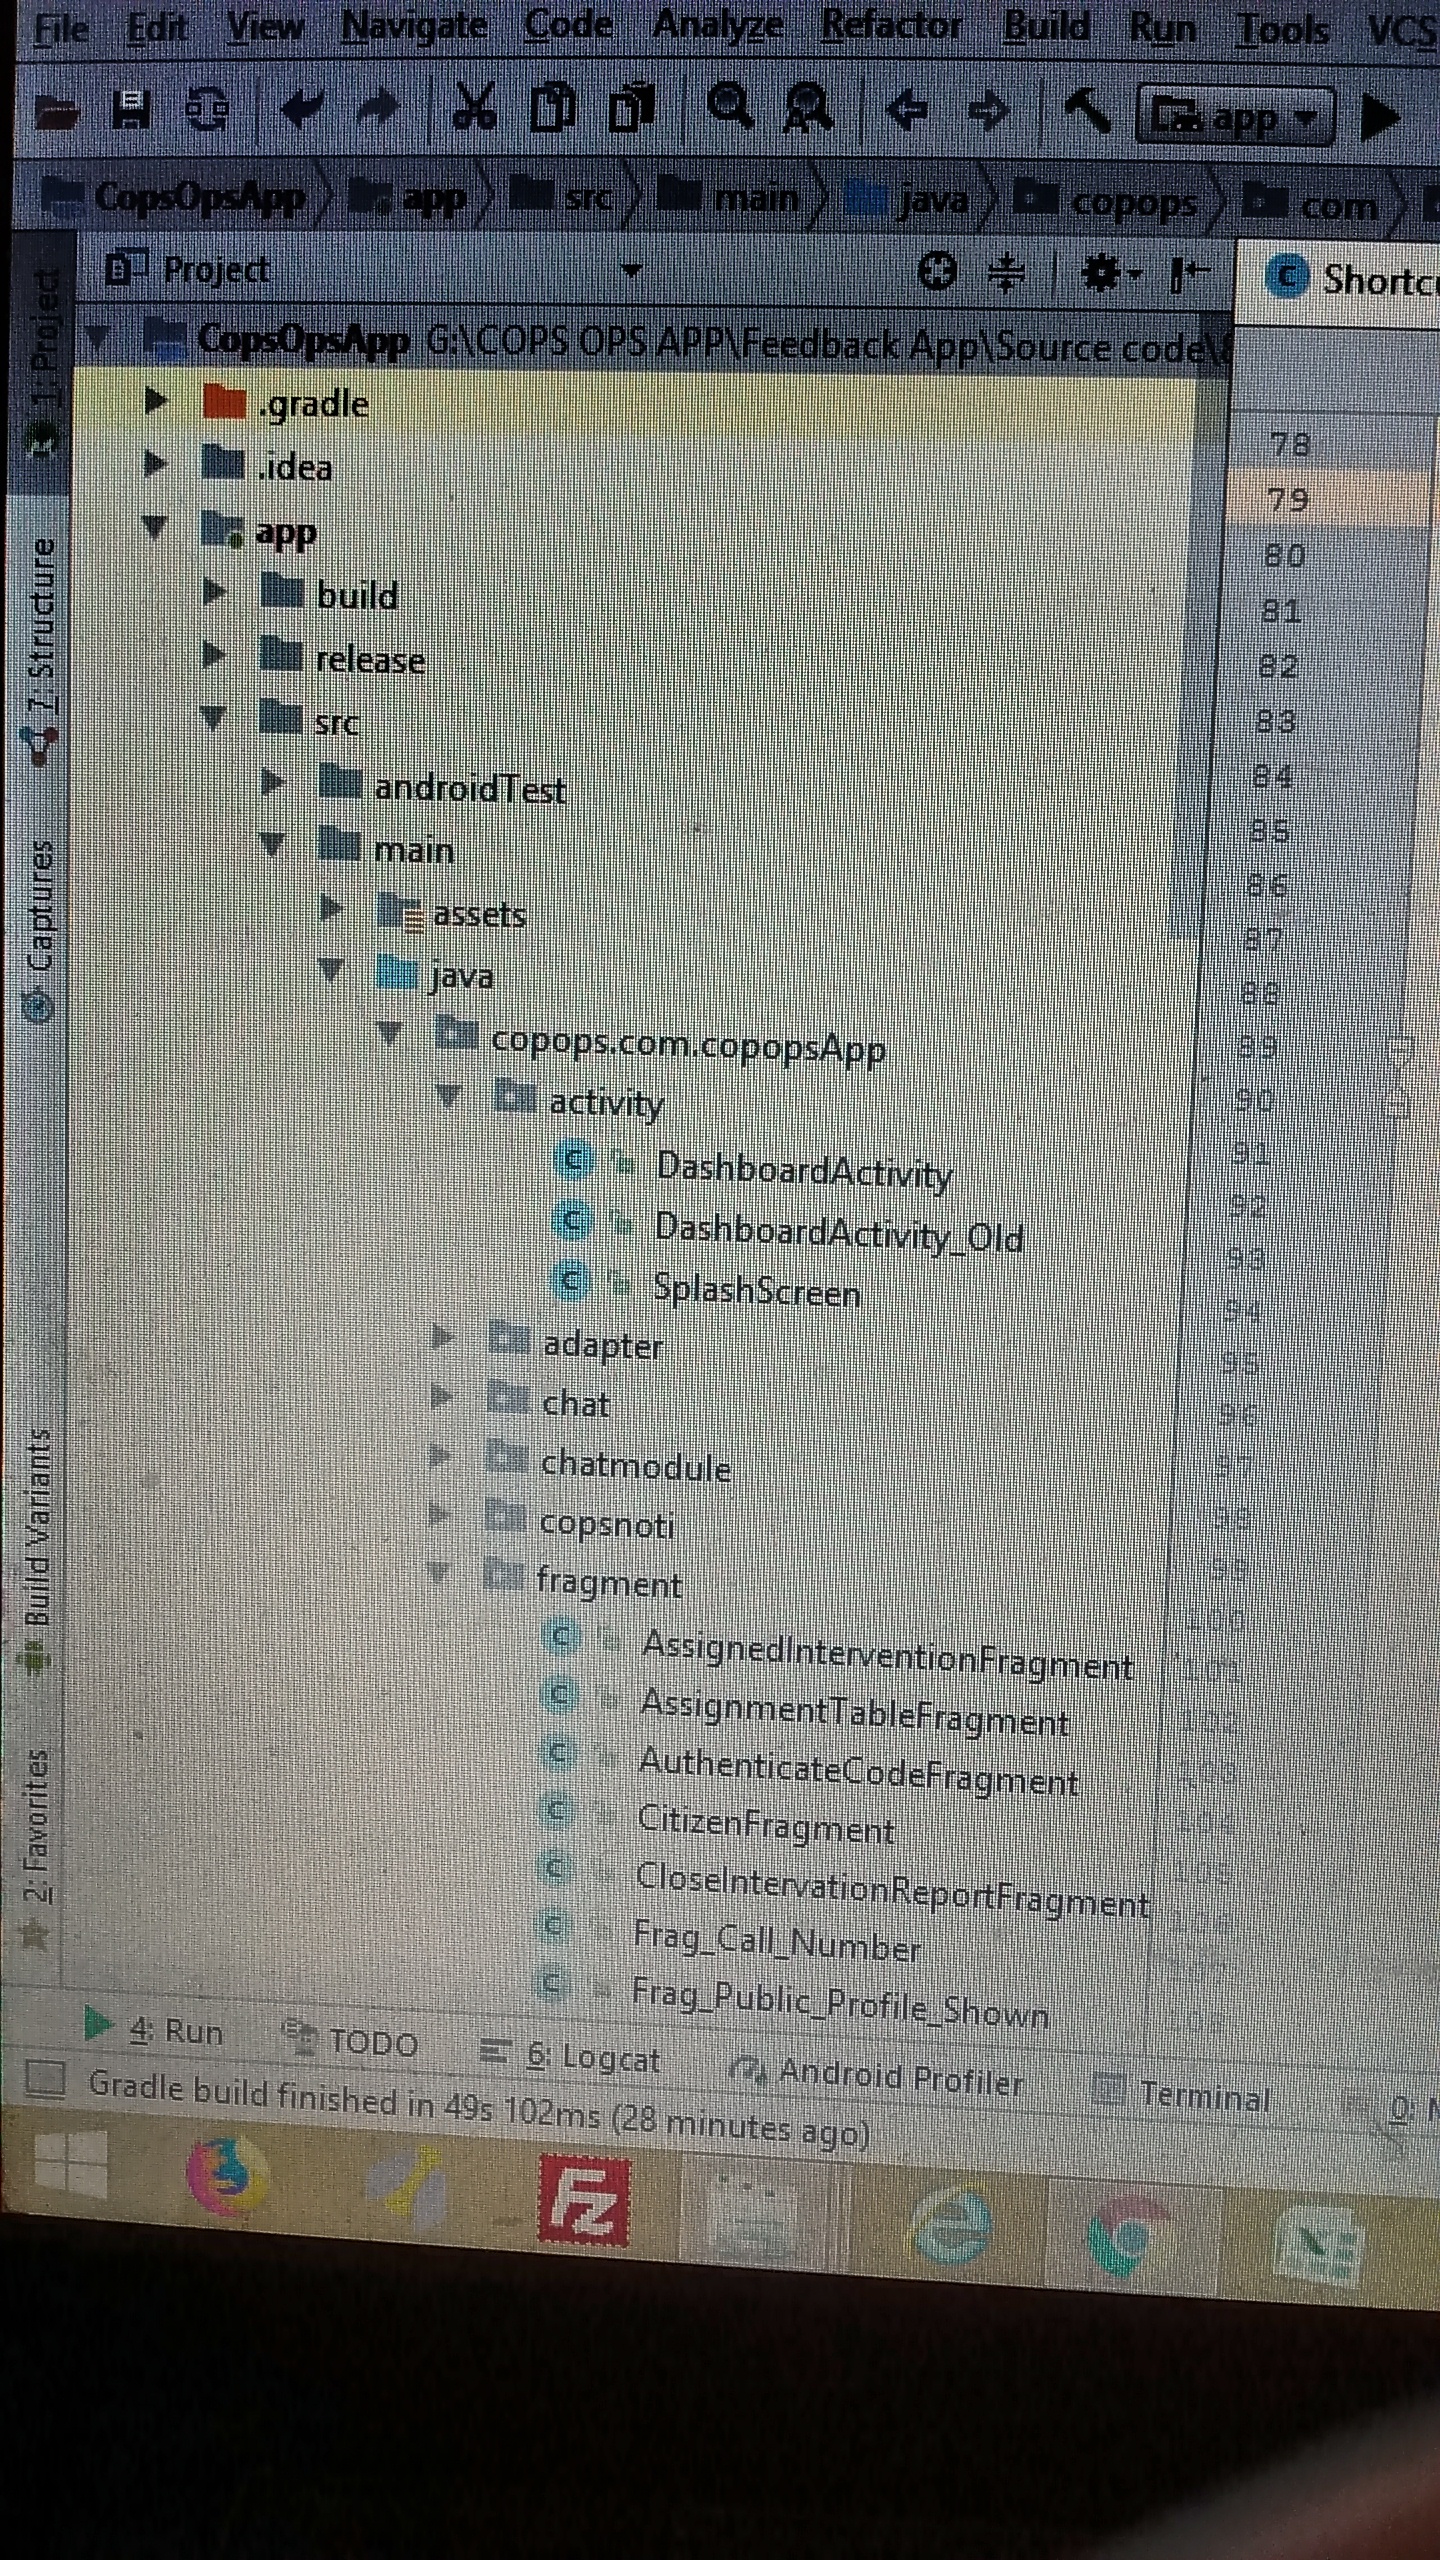 File Edit View Navigate Code Analyze Refactor Build Run Tools VCS
app
CopsOpsApp app src main java copops com
Project
C Shortcu
CopsOpsApp G:\COPS OPS APP\Feedback App\Source code\
.gradle
.idea
app
build
release
src
androidTest
main
assets
java
copops.com.copopsApp
activity
C DashboardActivity
C DashboardActivity_Old
C SplashScreen
adapter
chat
chatmodule
copsnoti
fragment
C AssignedInterventionFragment
C AssignmentTableFragment
C AuthenticateCodeFragment
C CitizenFragment
C CloseIntervationReportFragment
C Frag_Call_Number
C Frag_Public_Profile_Shown
1: Project
7: Structure
Captures
Build Variants
2: Favorites
78
79
80
81
82
83
84
85
86
87
88
89
90
91
92
93
94
95
96
97
98
99
100
101
102
103
104
105
4: Run TODO 6: Logcat Android Profiler Terminal 0:
Gradle build finished in 49s 102ms (28 minutes ago)
Fz